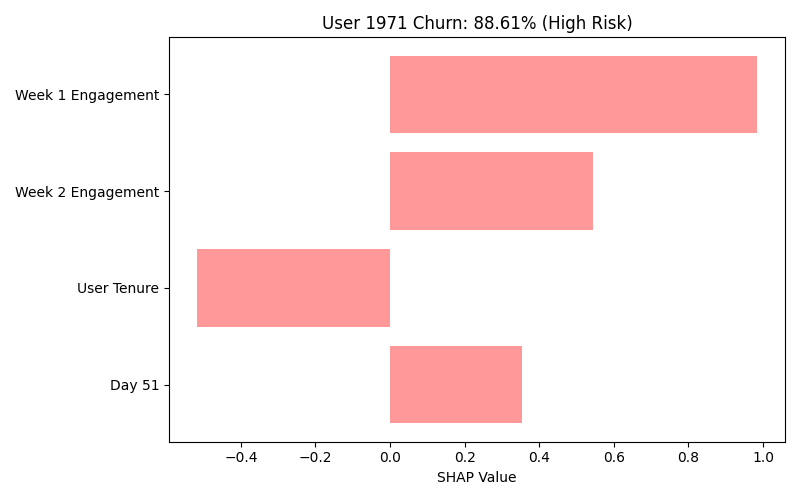 User 1971 Churn: 88.61% (High Risk)
Week 1 Engagement
Week 2 Engagement
User Tenure
Day 51
−0.4 −0.2 0.0 0.2 0.4 0.6 0.8 1.0
SHAP Value